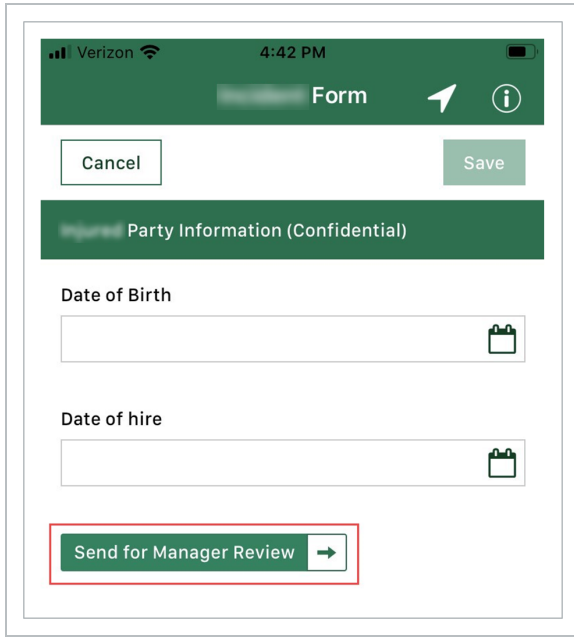 Verizon 4:42 PM
Form
Cancel
Save
Party Information (Confidential)
Date of Birth
Date of hire
Send for Manager Review